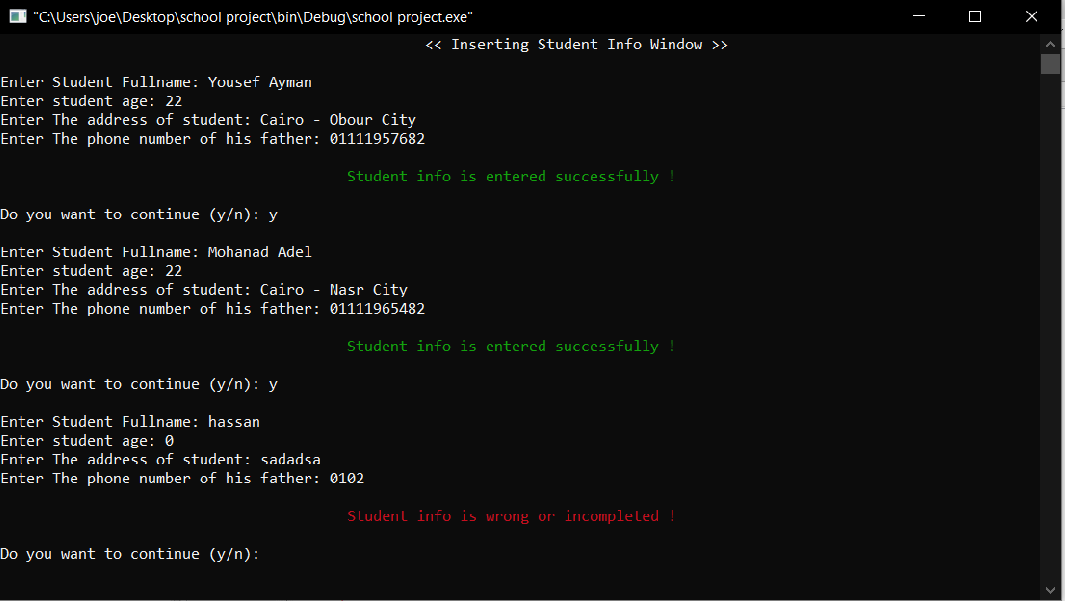 "C:\Users\joe\Desktop\school project\bin\Debug\school project.exe"
<< Inserting Student Info Window >>
Enter Student Fullname: Yousef Ayman
Enter student age: 22
Enter The address of student: Cairo - Obour City
Enter The phone number of his father: 01111957682
Student info is entered successfully !
Do you want to continue (y/n): y
Enter Student Fullname: Mohanad Adel
Enter student age: 22
Enter The address of student: Cairo - Nasr City
Enter The phone number of his father: 01111965482
Student info is entered successfully !
Do you want to continue (y/n): y
Enter Student Fullname: hassan
Enter student age: 0
Enter The address of student: sadadsa
Enter The phone number of his father: 0102
Student info is wrong or incompleted !
Do you want to continue (y/n):